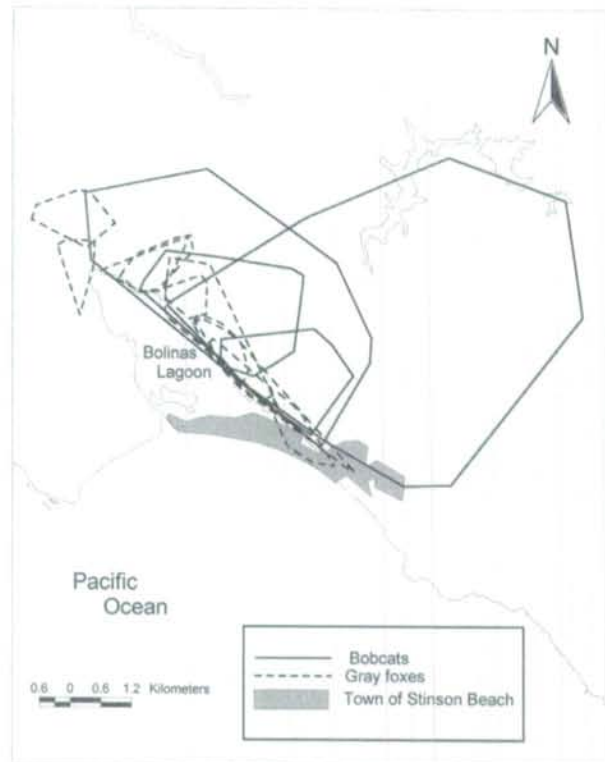 N
Bolinas
Lagoon
Pacific
Ocean
0.6 0 0.6 1.2 Kilometers
Bobcats
Gray foxes
Town of Stinson Beach